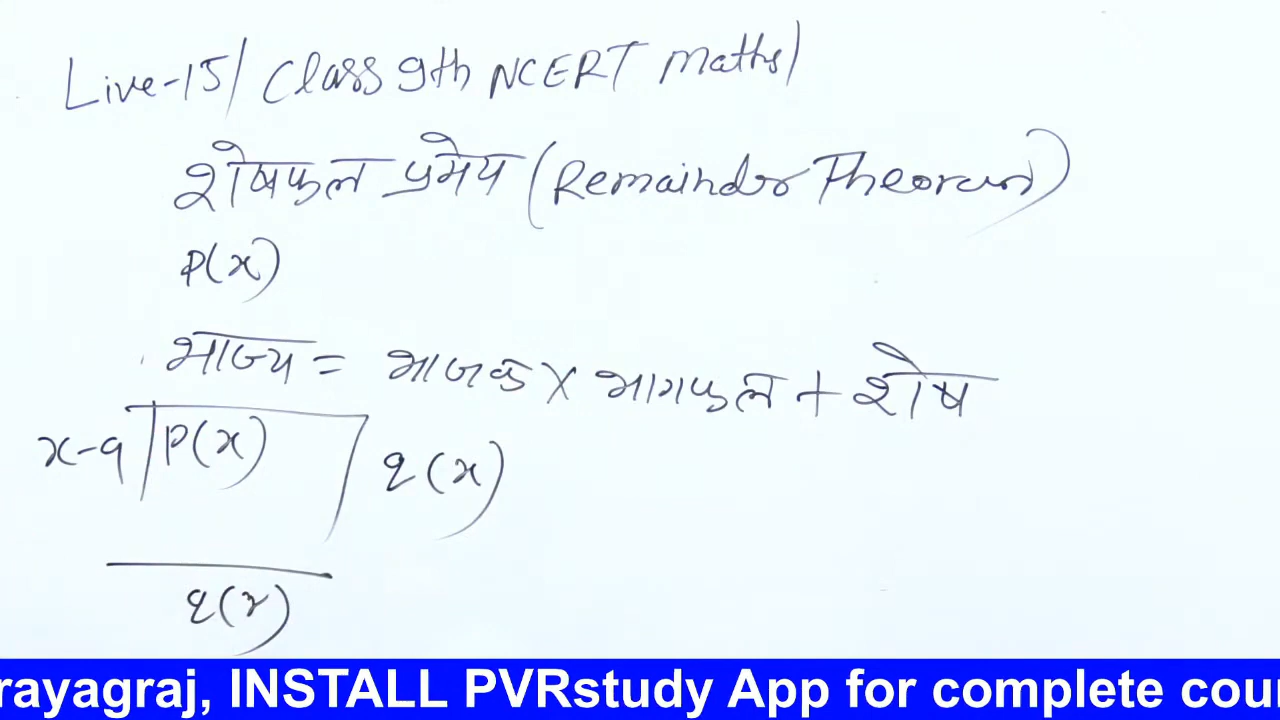 Live-15/ Class 9th NCERT Maths/
शेषफल प्रमेय (Remainder Theorem)
P(x)
भाज्य = भाजक × भागफल + शेष
x-a P(x) q(x)
q(r)
rayagraj, INSTALL PVRstudy App for complete cour